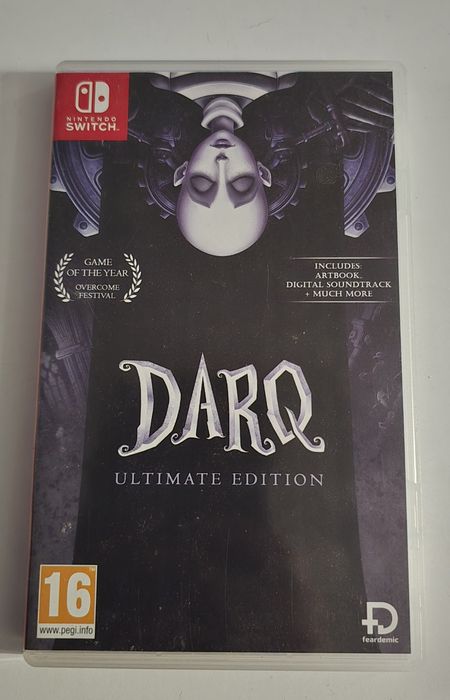 NINTENDO
SWITCH™
GAME
OF THE YEAR
OVERCOME
FESTIVAL
INCLUDES:
ARTBOOK,
DIGITAL SOUNDTRACK
+ MUCH MORE
DARQ
ULTIMATE EDITION
16
www.pegi.info
feardemic